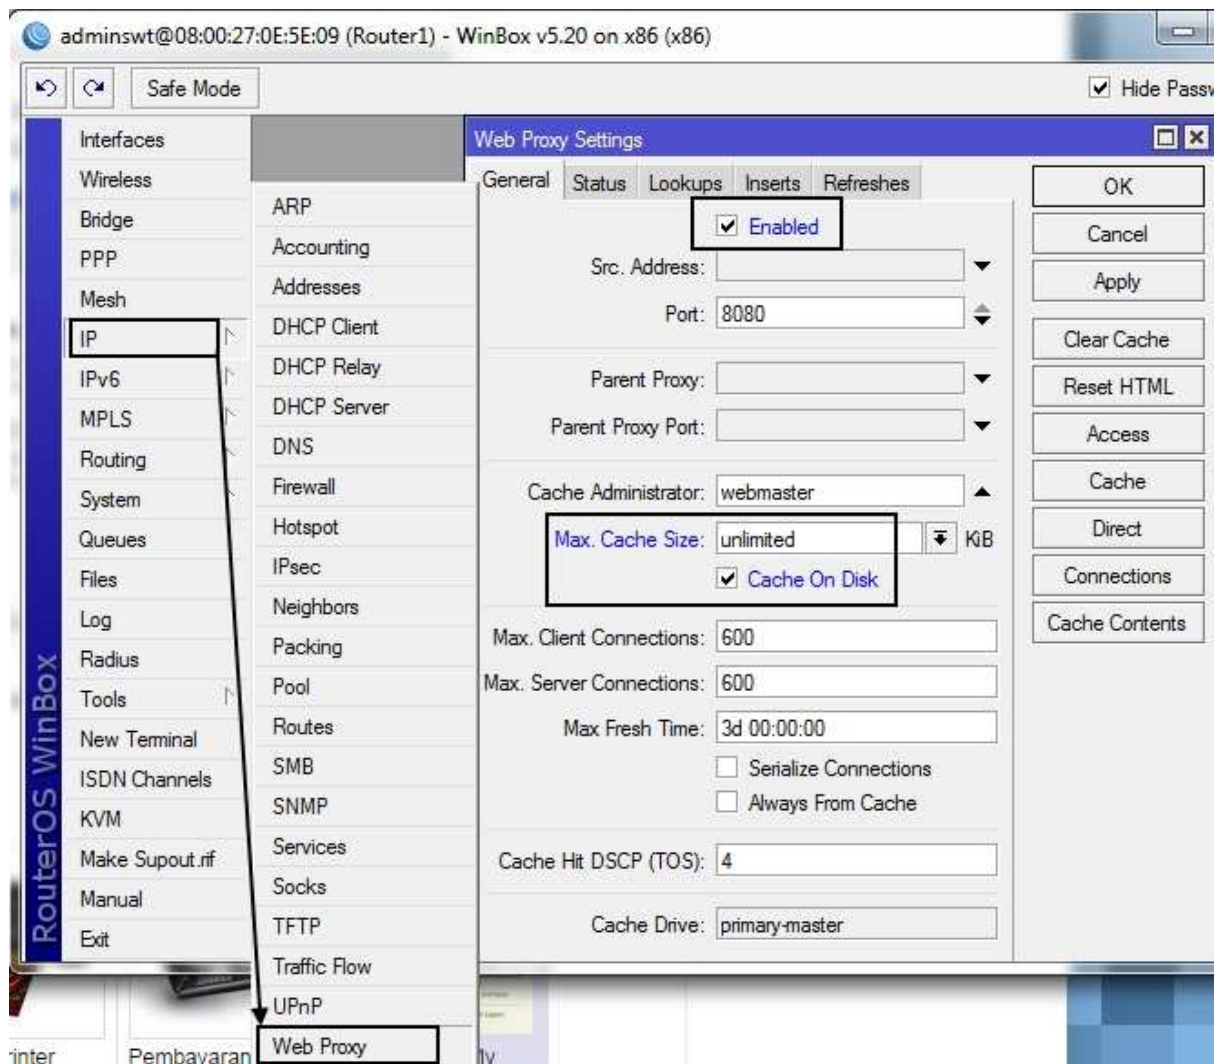 adminswt@08:00:27:0E:5E:09 (Router1) - WinBox v5.20 on x86 (x86)
Safe Mode
Hide Passw
RouterOS WinBox
Interfaces
Wireless
Bridge
PPP
Mesh
IP
IPv6
MPLS
Routing
System
Queues
Files
Log
Radius
Tools
New Terminal
ISDN Channels
KVM
Make Supout.rif
Manual
Exit
ARP
Accounting
Addresses
DHCP Client
DHCP Relay
DHCP Server
DNS
Firewall
Hotspot
IPsec
Neighbors
Packing
Pool
Routes
SMB
SNMP
Services
Socks
TFTP
Traffic Flow
UPnP
Web Proxy
Web Proxy Settings
General Status Lookups Inserts Refreshes
Enabled
Src. Address:
Port: 8080
Parent Proxy:
Parent Proxy Port:
Cache Administrator: webmaster
Max. Cache Size: unlimited KiB
Cache On Disk
Max. Client Connections: 600
Max. Server Connections: 600
Max Fresh Time: 3d 00:00:00
Serialize Connections
Always From Cache
Cache Hit DSCP (TOS): 4
Cache Drive: primary-master
OK
Cancel
Apply
Clear Cache
Reset HTML
Access
Cache
Direct
Connections
Cache Contents
inter
Pembayaran